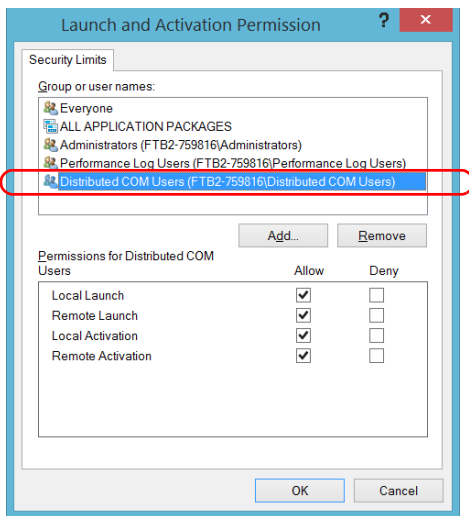 Launch and Activation Permission
?
×
Security Limits
Group or user names:
Everyone
ALL APPLICATION PACKAGES
Administrators (FTB2-759816\Administrators)
Performance Log Users (FTB2-759816\Performance Log Users)
Distributed COM Users (FTB2-759816\Distributed COM Users)
Add...
Remove
Permissions for Distributed COM
Users
Allow
Deny
Local Launch
Remote Launch
Local Activation
Remote Activation
OK
Cancel